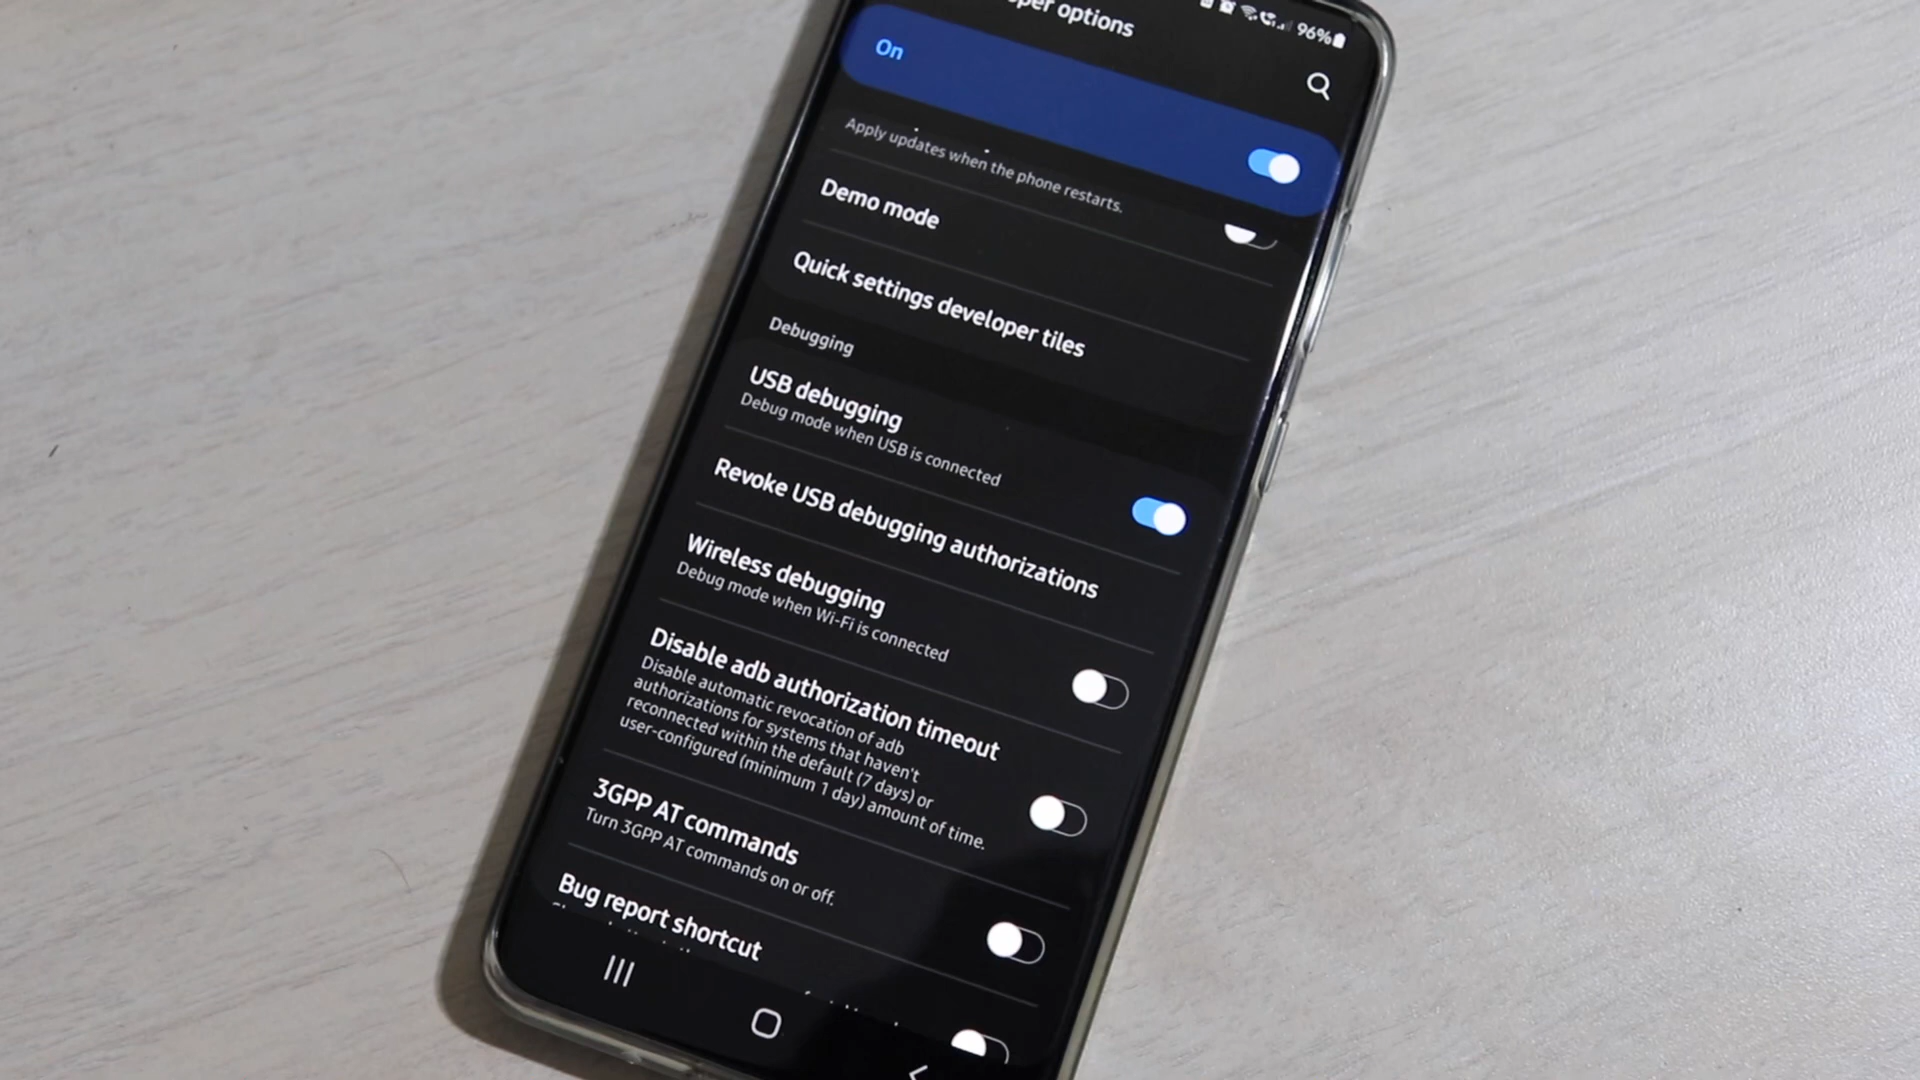 options
96%
On
Apply updates when the phone restarts.
Demo mode
Quick settings developer tiles
Debugging
USB debugging
Debug mode when USB is connected
Revoke USB debugging authorizations
Wireless debugging
Debug mode when Wi-Fi is connected
Disable adb authorization timeout
Disable automatic revocation of adb
authorizations for systems that haven't
reconnected within the default (7 days) or
user-configured (minimum 1 day) amount of time.
3GPP AT commands
Turn 3GPP AT commands on or off.
Bug report shortcut